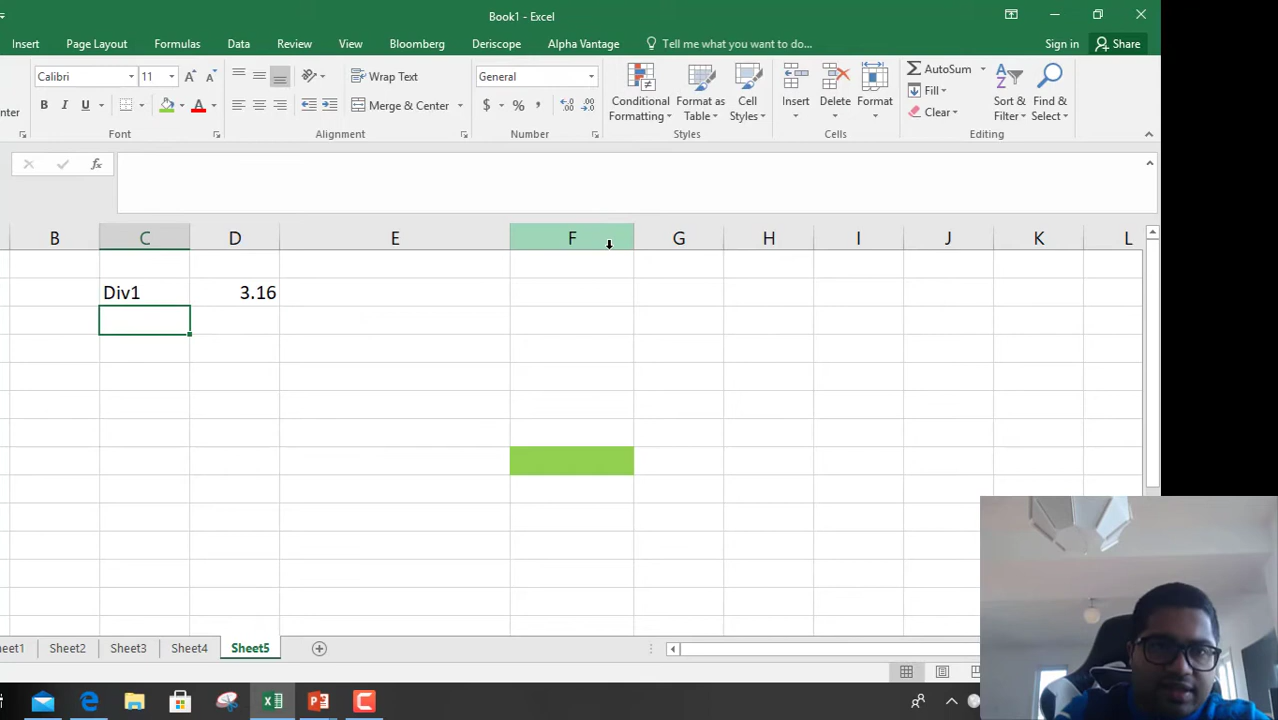 Book1 - Excel
Insert Page Layout Formulas Data Review View Bloomberg Deriscope Alpha Vantage Tell me what you want to do... Sign in Share
Calibri 11 Wrap Text General AutoSum
Fill
B I U A Merge & Center $ % , Conditional Formatting Format as Table Cell Styles Insert Delete Format Clear Sort & Filter Find & Select
Font Alignment Number Styles Cells Editing
fx
B C D E F G H I J K L
Div1 3.16
Sheet2 Sheet3 Sheet4 Sheet5